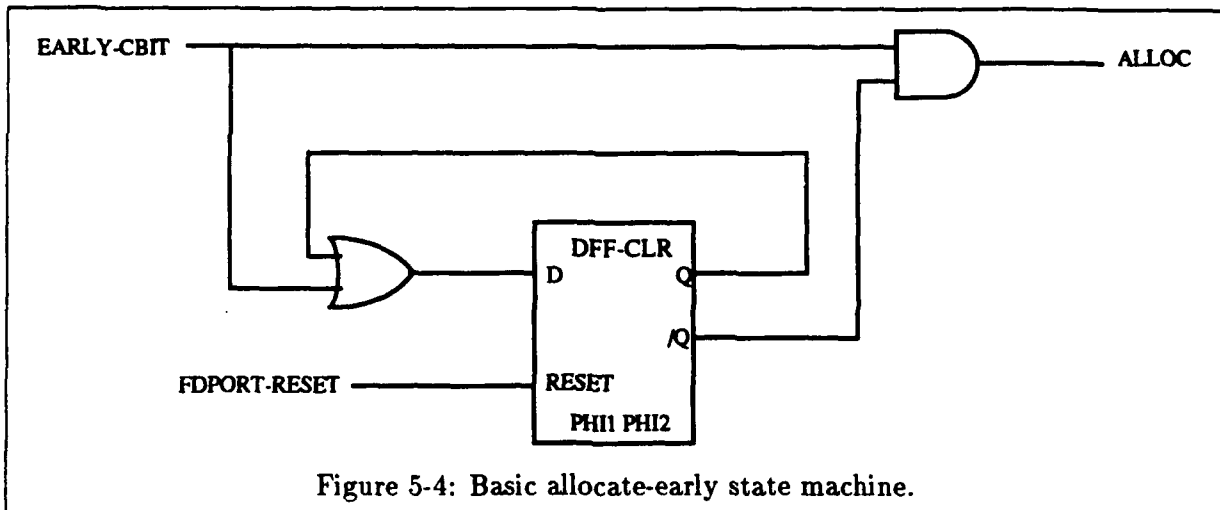 EARLY-CBIT
ALLOC
DFF-CLR
D
Q
/Q
FDPORT-RESET
RESET
PHI1 PHI2
Figure 5-4: Basic allocate-early state machine.